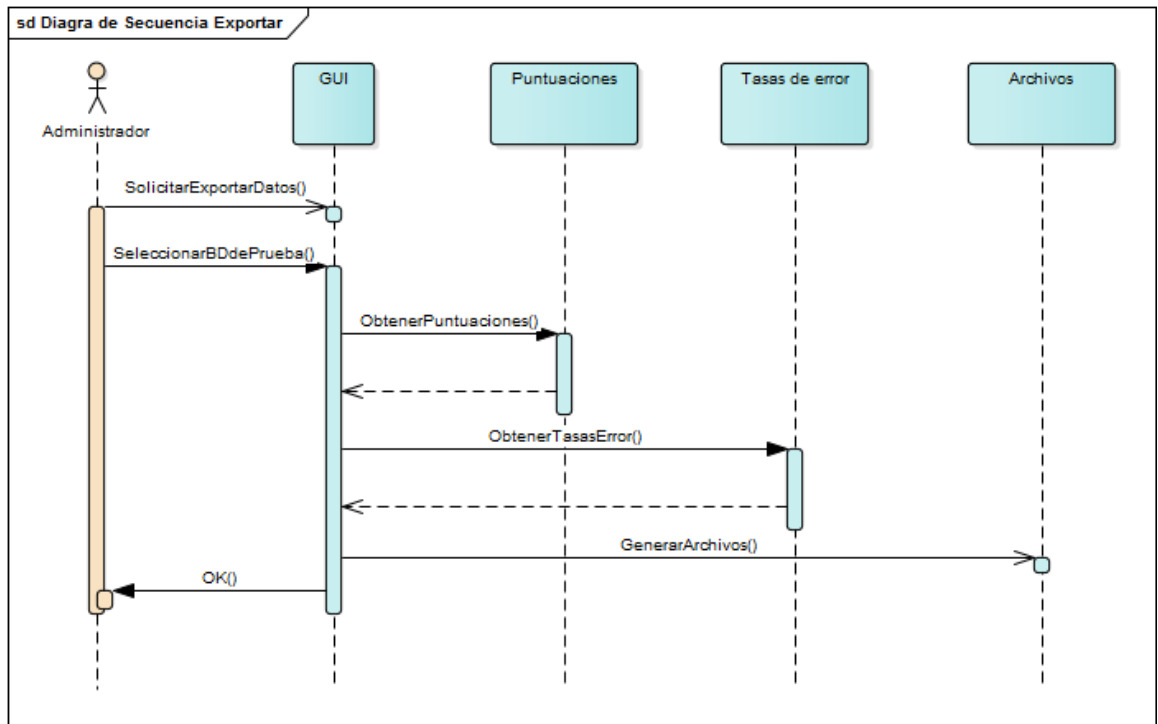 sd Diagra de Secuencia Exportar
Administrador
GUI
Puntuaciones
Tasas de error
Archivos
SolicitarExportarDatos()
SeleccionarBDdePrueba()
ObtenerPuntuaciones()
ObtenerTasasError()
GenerarArchivos()
OK()